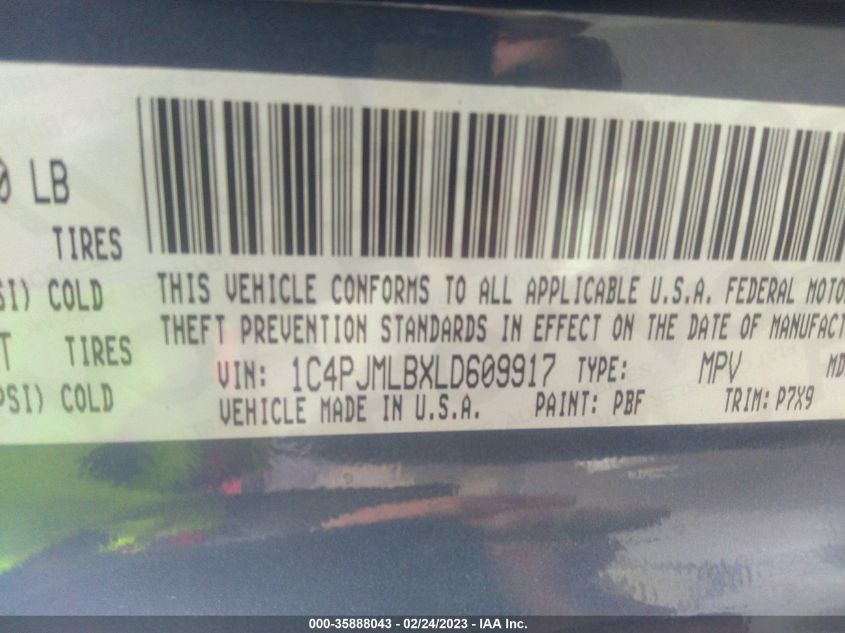 0 LB
TIRES
SI) COLD
T TIRES
PSI) COLD
THIS VEHICLE CONFORMS TO ALL APPLICABLE U.S.A. FEDERAL MOTO
THEFT PREVENTION STANDARDS IN EFFECT ON THE DATE OF MANUFACT
VIN: 1C4PJMLBXLD609917 TYPE: MPV MD
VEHICLE MADE IN U.S.A. PAINT: PBF TRIM: P7X9
000-35888043 - 02/24/2023 - IAA Inc.